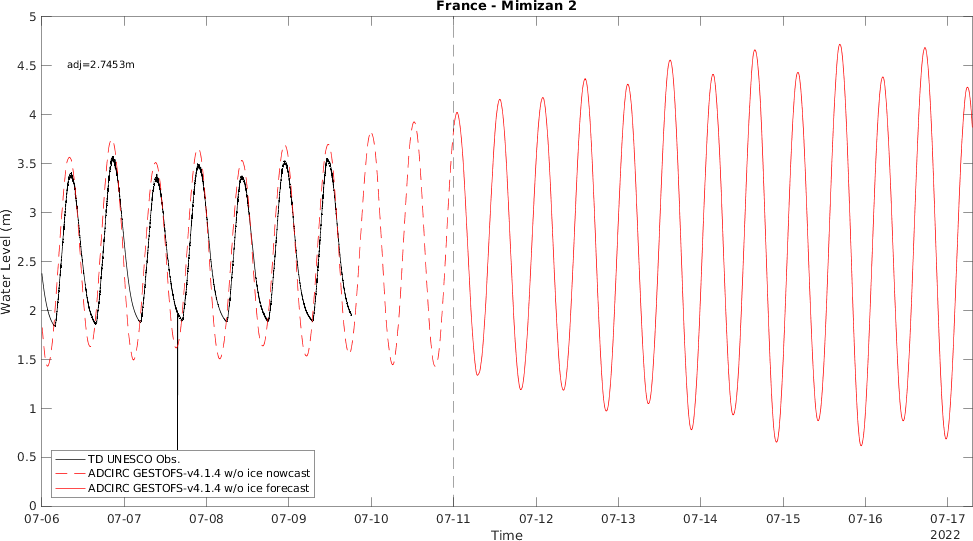 France - Mimizan 2
5
4.5
4
3.5
3
2.5
2
1.5
1
0.5
0
Water Level (m)
adj=2.7453m
TD UNESCO Obs.
ADCIRC GESTOFS-v4.1.4 w/o ice nowcast
ADCIRC GESTOFS-v4.1.4 w/o ice forecast
07-06 07-07 07-08 07-09 07-10 07-11 07-12 07-13 07-14 07-15 07-16 07-17
2022
Time